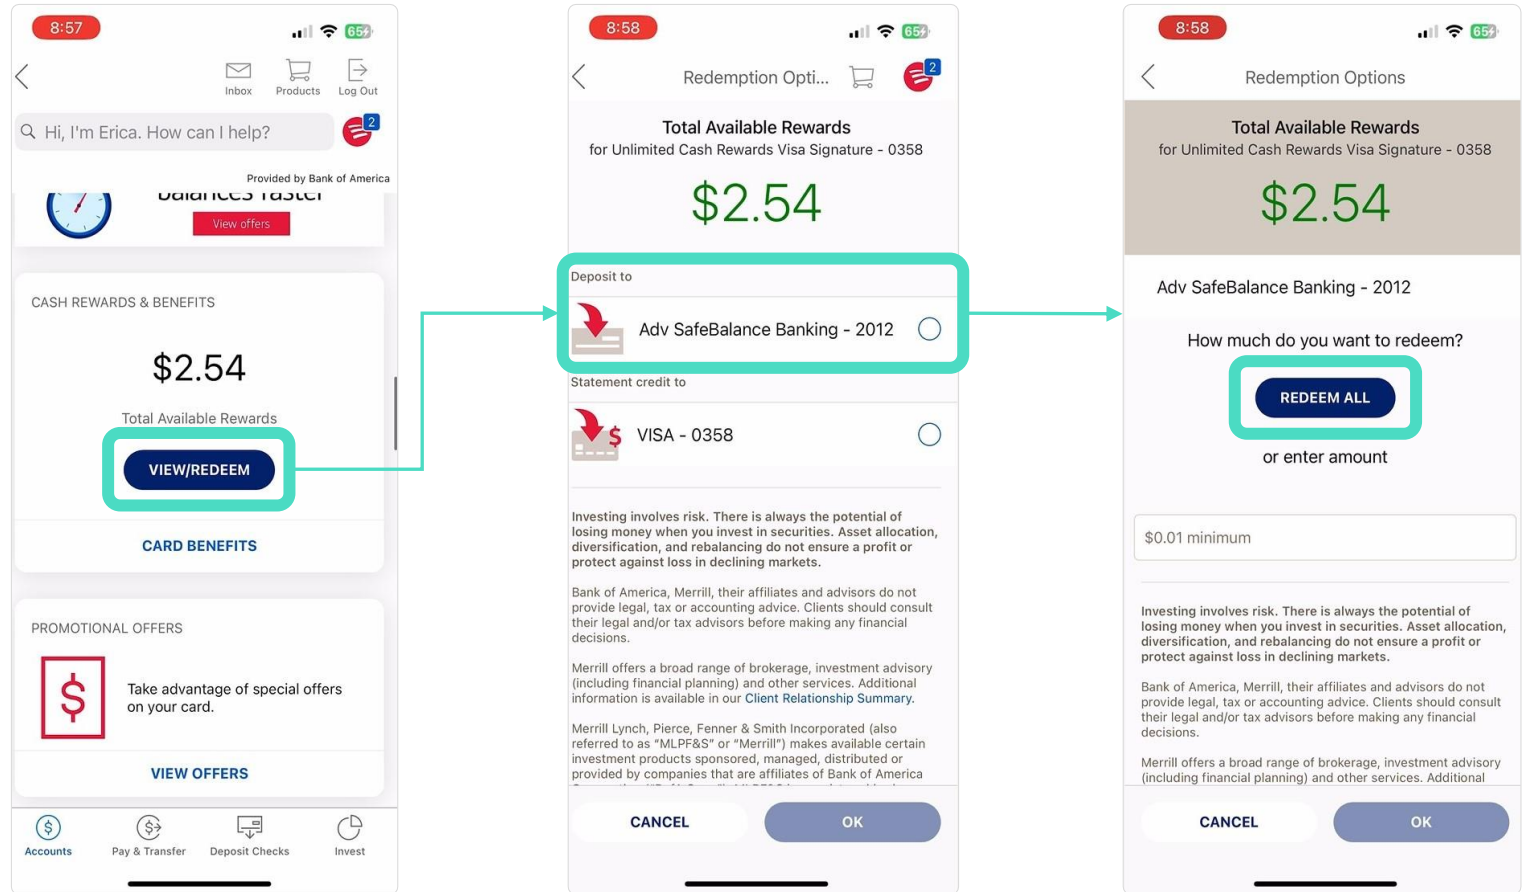 8:57
65
Inbox
Products
Log Out
Hi, I'm Erica. How can I help?
2
Provided by Bank of America
balances faster
View offers
CASH REWARDS & BENEFITS
$2.54
Total Available Rewards
VIEW/REDEEM
CARD BENEFITS
PROMOTIONAL OFFERS
$
Take advantage of special offers
on your card.
VIEW OFFERS
Accounts
Pay & Transfer
Deposit Checks
Invest
8:58
65
Redemption Opti...
2
Total Available Rewards
for Unlimited Cash Rewards Visa Signature - 0358
$2.54
Deposit to
Adv SafeBalance Banking - 2012
Statement credit to
$
VISA - 0358
Investing involves risk. There is always the potential of
losing money when you invest in securities. Asset allocation,
diversification, and rebalancing do not ensure a profit or
protect against loss in declining markets.
Bank of America, Merrill, their affiliates and advisors do not
provide legal, tax or accounting advice. Clients should consult
their legal and/or tax advisors before making any financial
decisions.
Merrill offers a broad range of brokerage, investment advisory
(including financial planning) and other services. Additional
information is available in our Client Relationship Summary.
Merrill Lynch, Pierce, Fenner & Smith Incorporated (also
referred to as “MLPF&S” or “Merrill”) makes available certain
investment products sponsored, managed, distributed or
provided by companies that are affiliates of Bank of America
CANCEL
OK
8:58
65
Redemption Options
Total Available Rewards
for Unlimited Cash Rewards Visa Signature - 0358
$2.54
Adv SafeBalance Banking - 2012
How much do you want to redeem?
REDEEM ALL
or enter amount
$0.01 minimum
Investing involves risk. There is always the potential of
losing money when you invest in securities. Asset allocation,
diversification, and rebalancing do not ensure a profit or
protect against loss in declining markets.
Bank of America, Merrill, their affiliates and advisors do not
provide legal, tax or accounting advice. Clients should consult
their legal and/or tax advisors before making any financial
decisions.
Merrill offers a broad range of brokerage, investment advisory
(including financial planning) and other services. Additional
CANCEL
OK